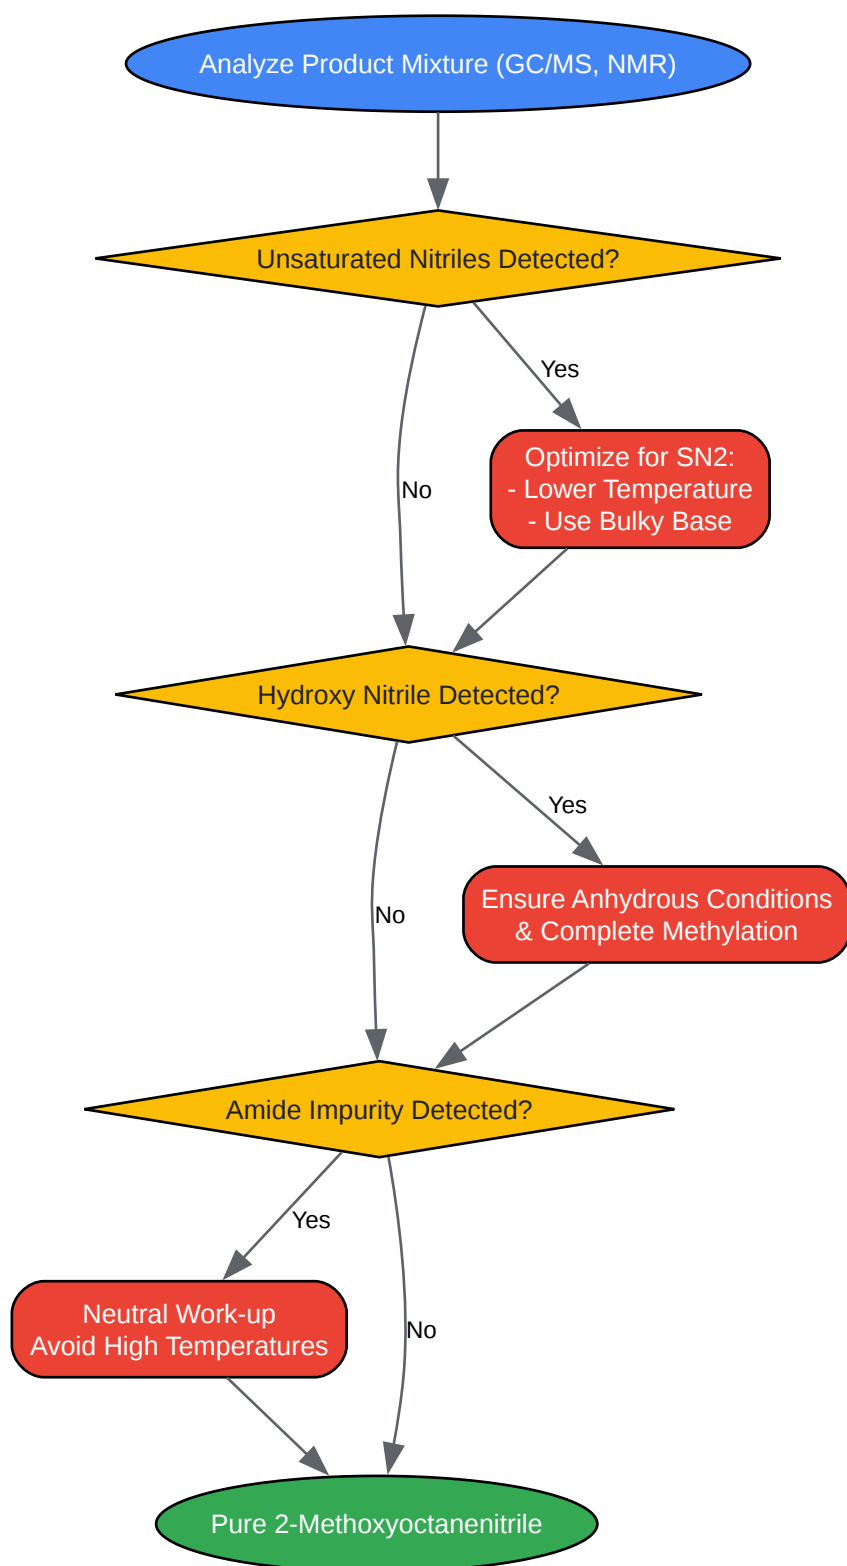 Analyze Product Mixture (GC/MS, NMR)
Unsaturated Nitriles Detected?
Yes
Optimize for SN2:
- Lower Temperature
- Use Bulky Base
No
Hydroxy Nitrile Detected?
Yes
Ensure Anhydrous Conditions
& Complete Methylation
No
Amide Impurity Detected?
Yes
Neutral Work-up
Avoid High Temperatures
No
Pure 2-Methoxyoctanenitrile